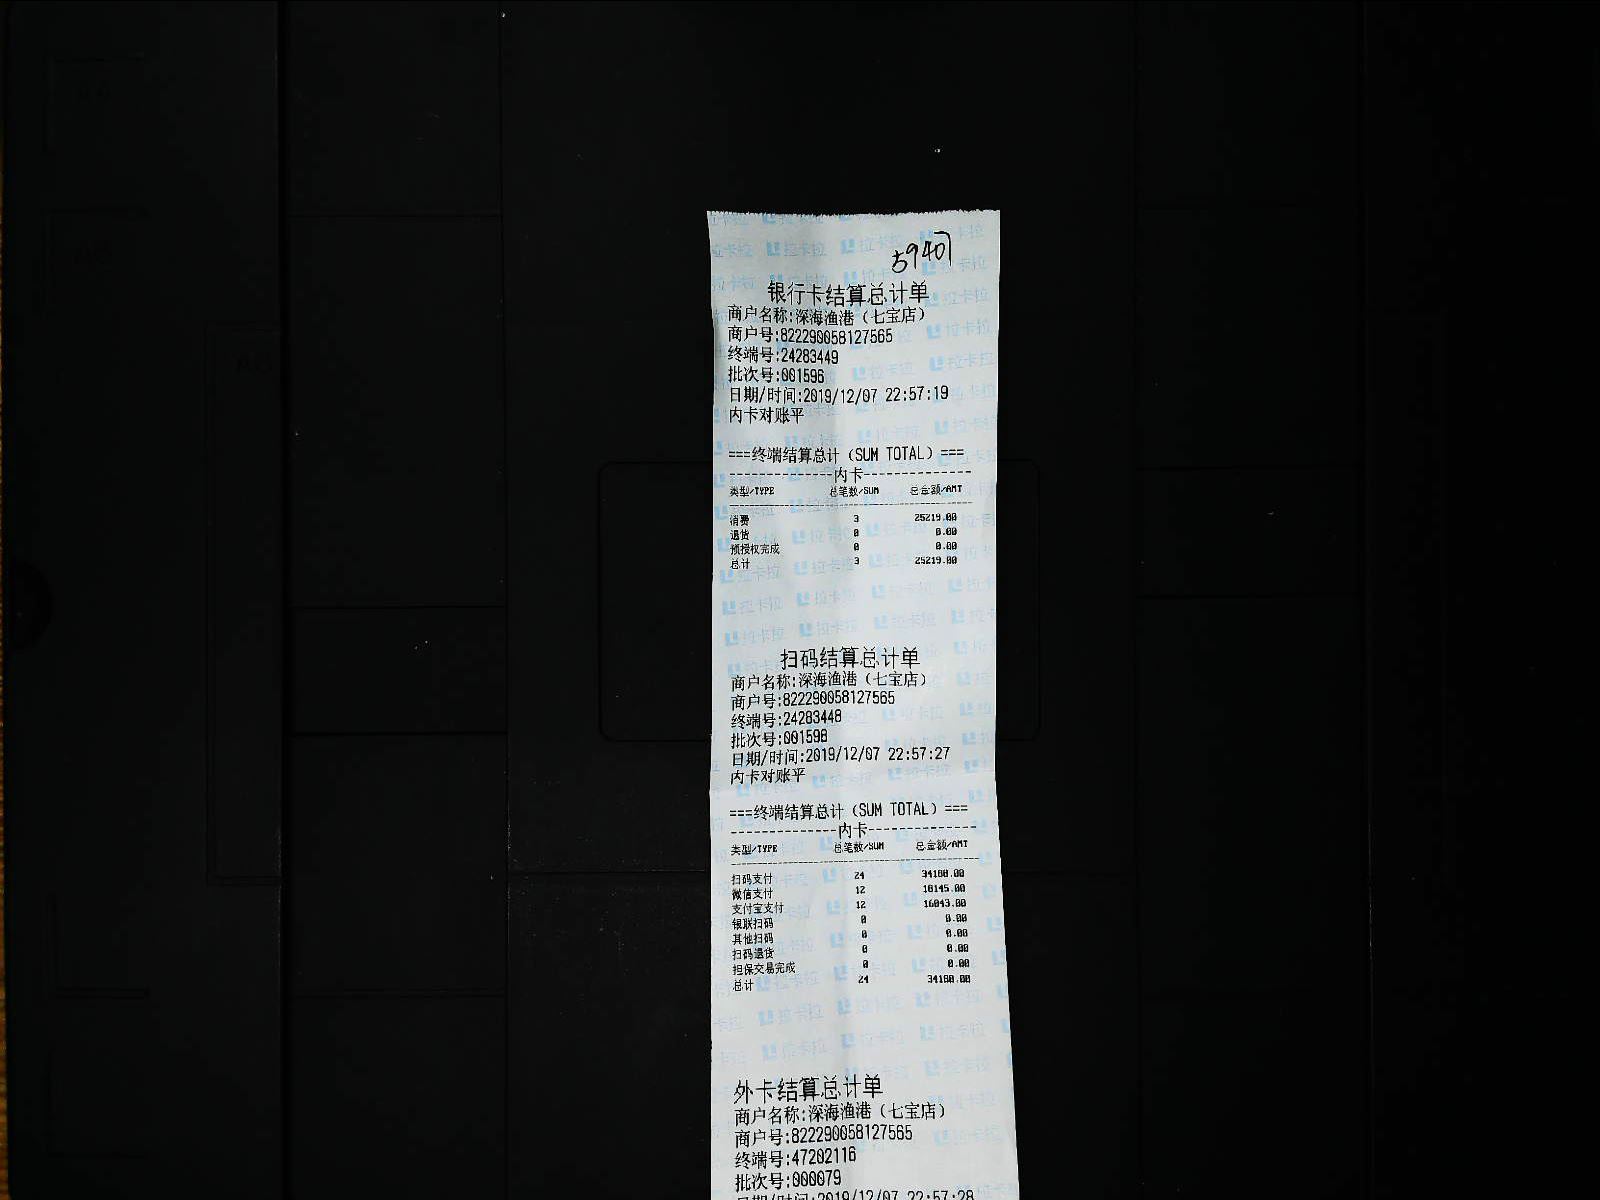 59407
银行卡结算总计单
商户名称:深海渔港（七宝店）
商户号:822290058127565
终端号:24283449
批次号:001596
日期/时间:2019/12/07 22:57:19
内卡对账平
===终端结算总计（SUM TOTAL）===
---------------内卡---------------
类型/TYPE 总笔数/SUM 总金额/AMT
消费 3 25219.00
退货 0 0.00
预授权完成 0 0.00
总计 3 25219.00
扫码结算总计单
商户名称:深海渔港（七宝店）
商户号:822290058127565
终端号:24283448
批次号:001598
日期/时间:2019/12/07 22:57:27
内卡对账平
===终端结算总计（SUM TOTAL）===
---------------内卡---------------
类型/TYPE 总笔数/SUM 总金额/AMT
扫码支付 24 34188.00
微信支付 12 18145.00
支付宝支付 12 16043.00
银联扫码 0 0.00
其他扫码 0 0.00
扫码退货 0 0.00
担保交易完成 0 0.00
总计 24 34188.00
外卡结算总计单
商户名称:深海渔港（七宝店）
商户号:822290058127565
终端号:47202116
批次号:000079
日期/时间:2019/12/07 22:57:28